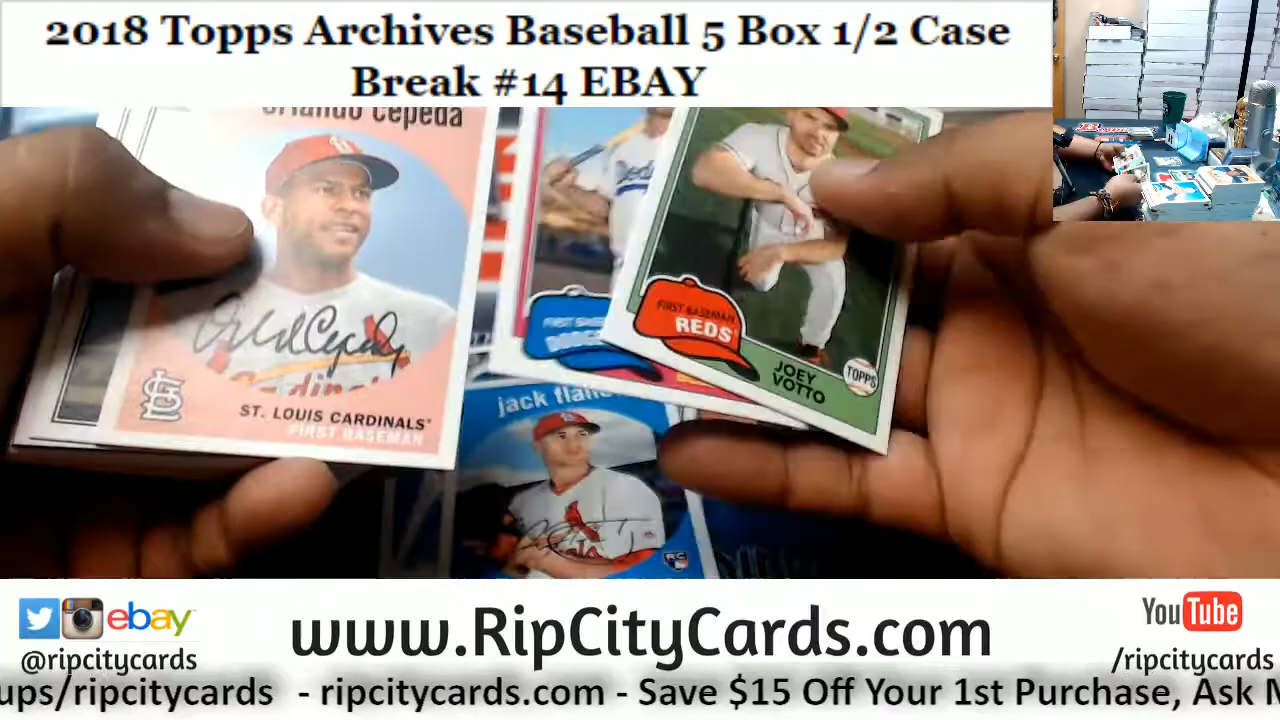 2018 Topps Archives Baseball 5 Box 1/2 Case
Break #14 EBAY
orlando cepeda
ST. LOUIS CARDINALS
FIRST BASEMAN
FIRST BASEMAN
REDS
JOEY
VOTTO
TOPPS
jack
RC
ebay
@ripcitycards
www.RipCityCards.com
YouTube
/ripcitycards
ups/ripcitycards - ripcitycards.com - Save $15 Off Your 1st Purchase, Ask M